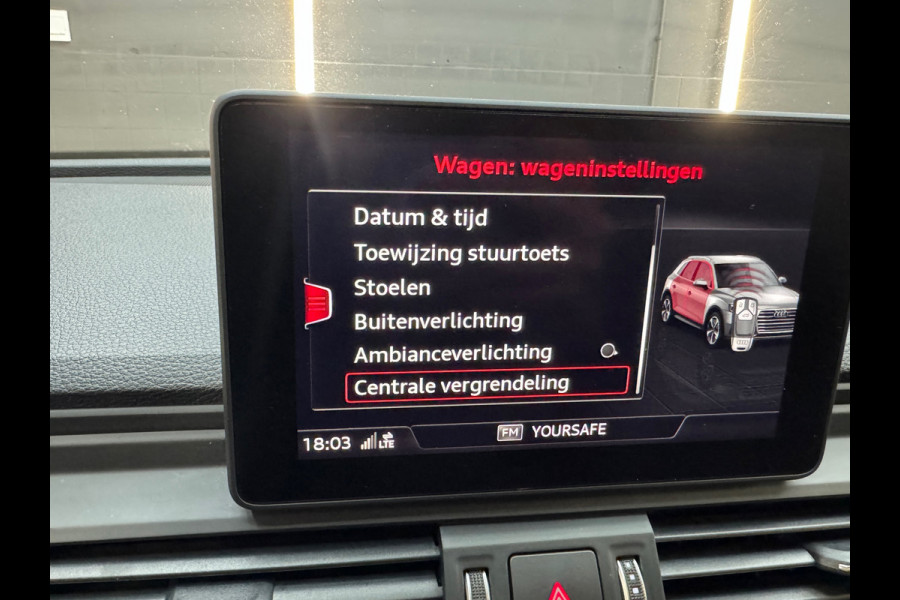 Wagen: wageninstellingen
Datum & tijd
Toewijzing stuurtoets
Stoelen
Buitenverlichting
Ambianceverlichting
Centrale vergrendeling
18:03 LTE FM YOURSAFE